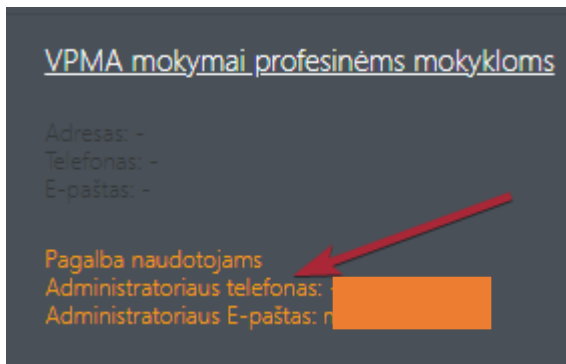 VPMA mokymai profesinėms mokykloms
Adresas: -
Telefonas: -
E-paštas: -
Pagalba naudotojams
Administratoriaus telefonas:
Administratoriaus E-paštas: